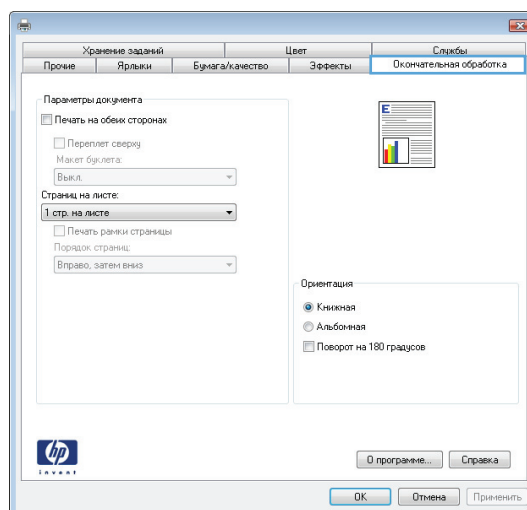 Хранение заданий Цвет Службы
Прочие Ярлыки Бумага/качество Эффекты Окончательная обработка
Параметры документа
Печать на обеих сторонах
Переплет сверху
Макет буклета:
Выкл.
Страниц на листе:
1 стр. на листе
Печать рамки страницы
Порядок страниц:
Вправо, затем вниз
E
Ориентация
Книжная
Альбомная
Поворот на 180 градусов
hp
invent
О программе... Справка
OK Отмена Применить